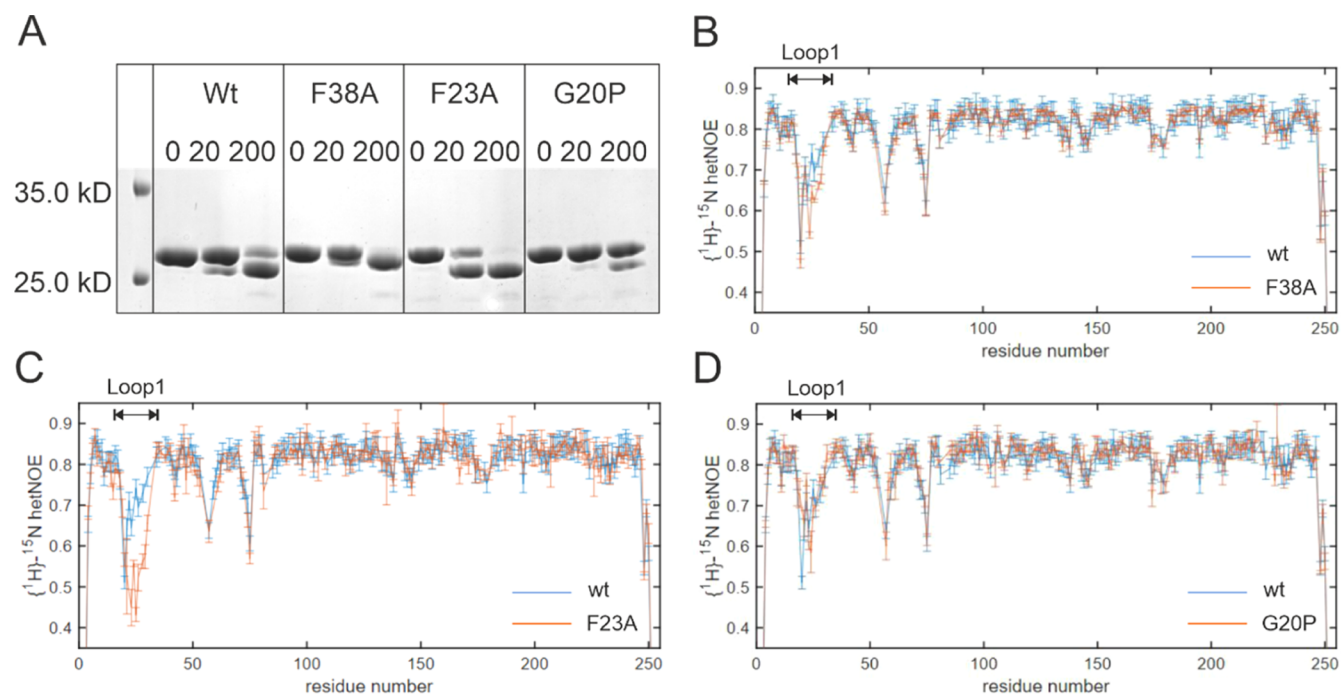 A
Wt F38A F23A G20P
0 20 200 0 20 200 0 20 200 0 20 200
35.0 kD
25.0 kD
B
Loop1
{¹H}-¹⁵N hetNOE
0.9
0.8
0.7
0.6
0.5
0.4
wt
F38A
0 50 100 150 200 250
residue number
C
Loop1
{¹H}-¹⁵N hetNOE
0.9
0.8
0.7
0.6
0.5
0.4
wt
F23A
0 50 100 150 200 250
residue number
D
Loop1
{¹H}-¹⁵N hetNOE
0.9
0.8
0.7
0.6
0.5
0.4
wt
G20P
0 50 100 150 200 250
residue number